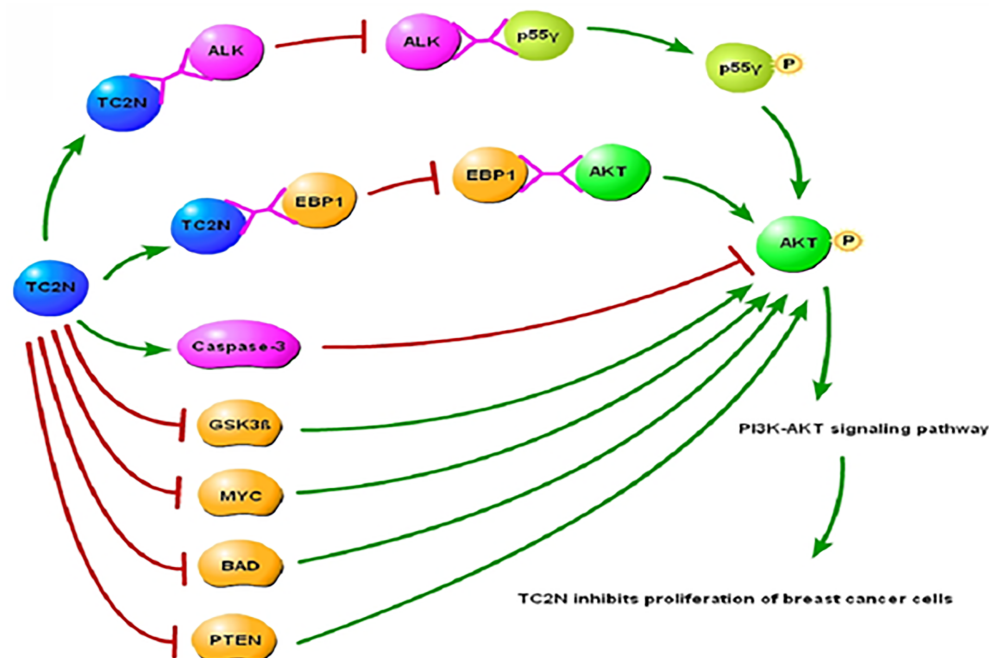 ALK
TC2N
ALK
p55γ
p55γ
P
TC2N
EBP1
EBP1
AKT
AKT
P
TC2N
Caspase-3
GSK3ß
MYC
BAD
PTEN
PI3K-AKT signaling pathway
TC2N inhibits proliferation of breast cancer cells